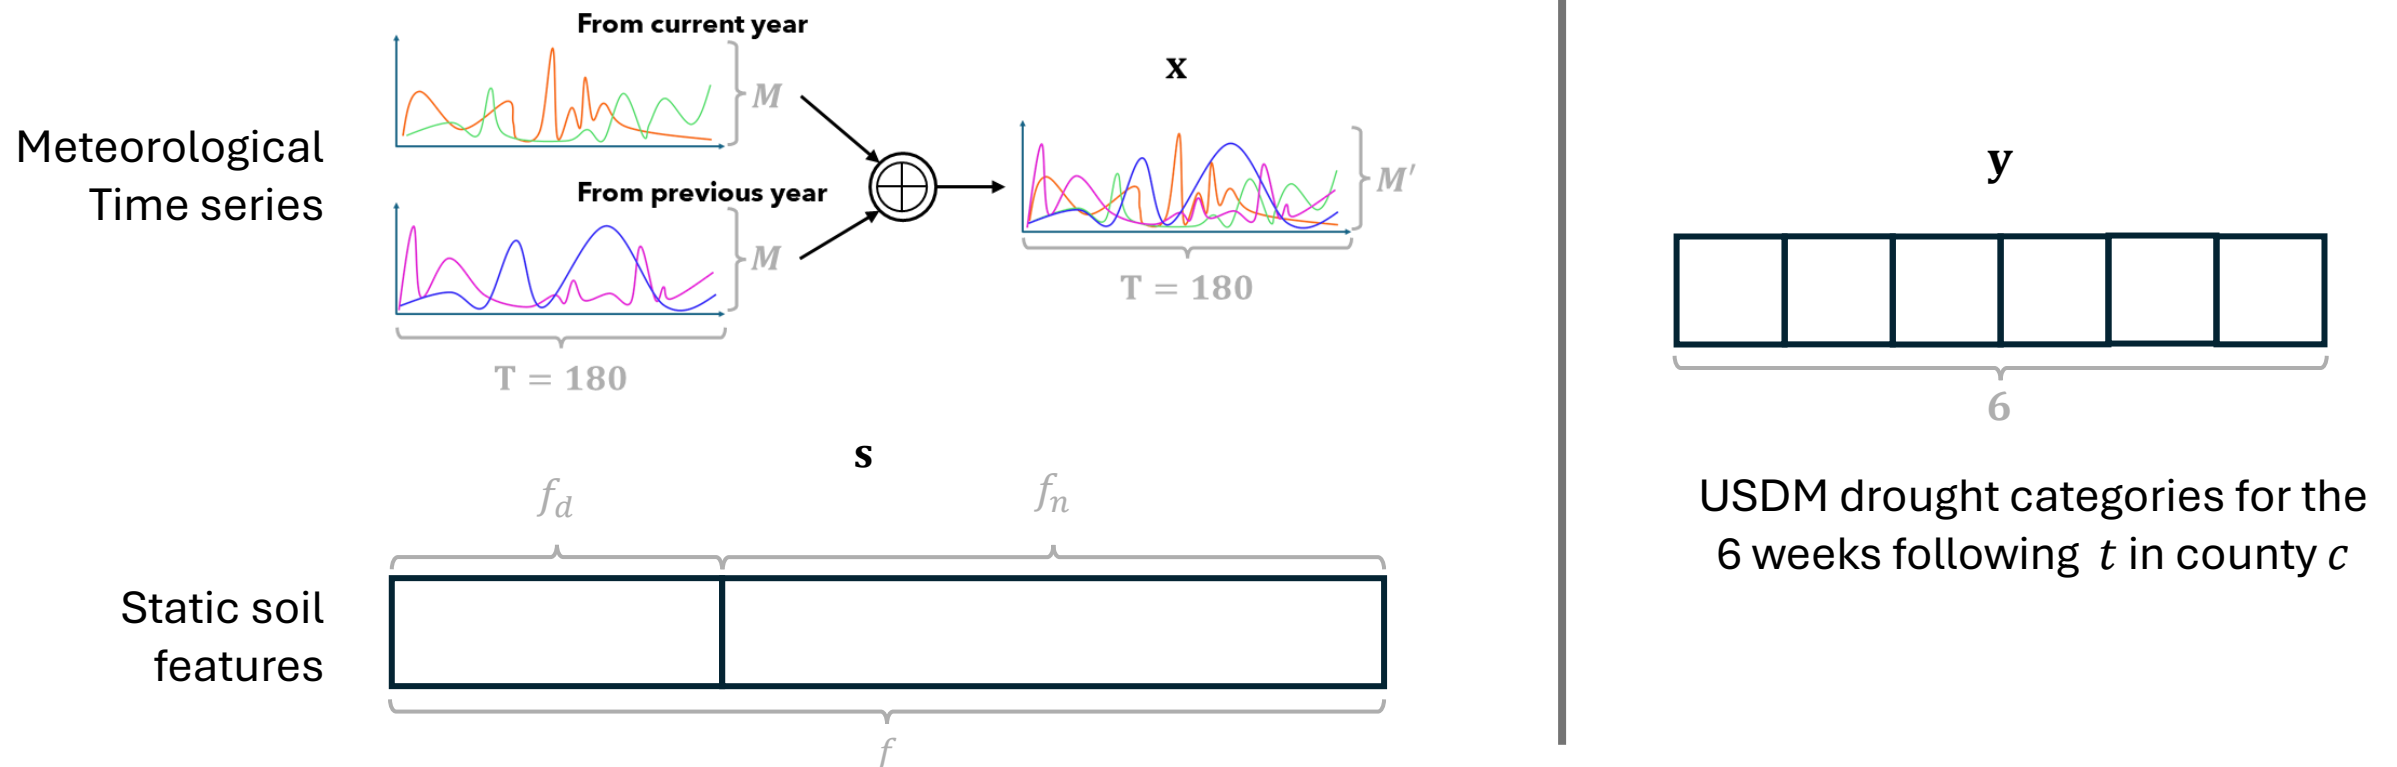 Meteorological
Time series
From current year
M
From previous year
M
T = 180
x
M′
T = 180
s
f_d
f_n
Static soil
features
f
y
6
USDM drought categories for the
6 weeks following t in county c